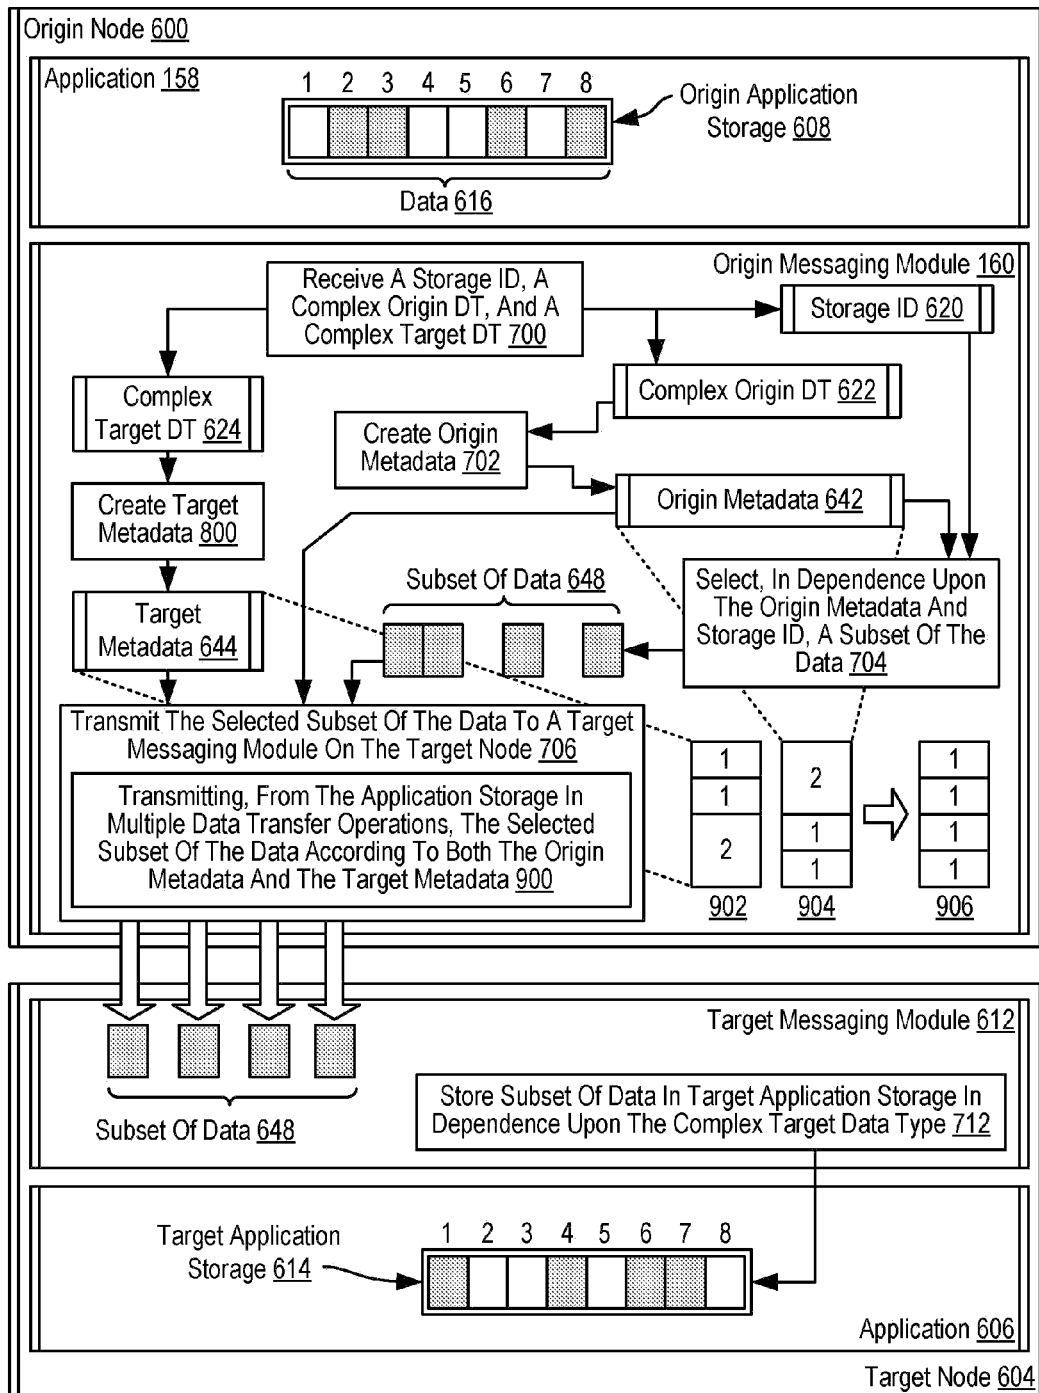 Origin Node 600
Application 158
1 2 3 4 5 6 7 8
Origin Application
Storage 608
Data 616
Origin Messaging Module 160
Receive A Storage ID, A
Complex Origin DT, And A
Complex Target DT 700
Storage ID 620
Complex
Target DT 624
Complex Origin DT 622
Create Origin
Metadata 702
Create Target
Metadata 800
Origin Metadata 642
Subset Of Data 648
Select, In Dependence Upon
The Origin Metadata And
Storage ID, A Subset Of The
Data 704
Target
Metadata 644
Transmit The Selected Subset Of The Data To A Target
Messaging Module On The Target Node 706
Transmitting, From The Application Storage In
Multiple Data Transfer Operations, The Selected
Subset Of The Data According To Both The Origin
Metadata And The Target Metadata 900
1
1
2
902
2
1
1
904
1
1
1
1
906
Target Messaging Module 612
Subset Of Data 648
Store Subset Of Data In Target Application Storage In
Dependence Upon The Complex Target Data Type 712
Target Application
Storage 614
1 2 3 4 5 6 7 8
Application 606
Target Node 604